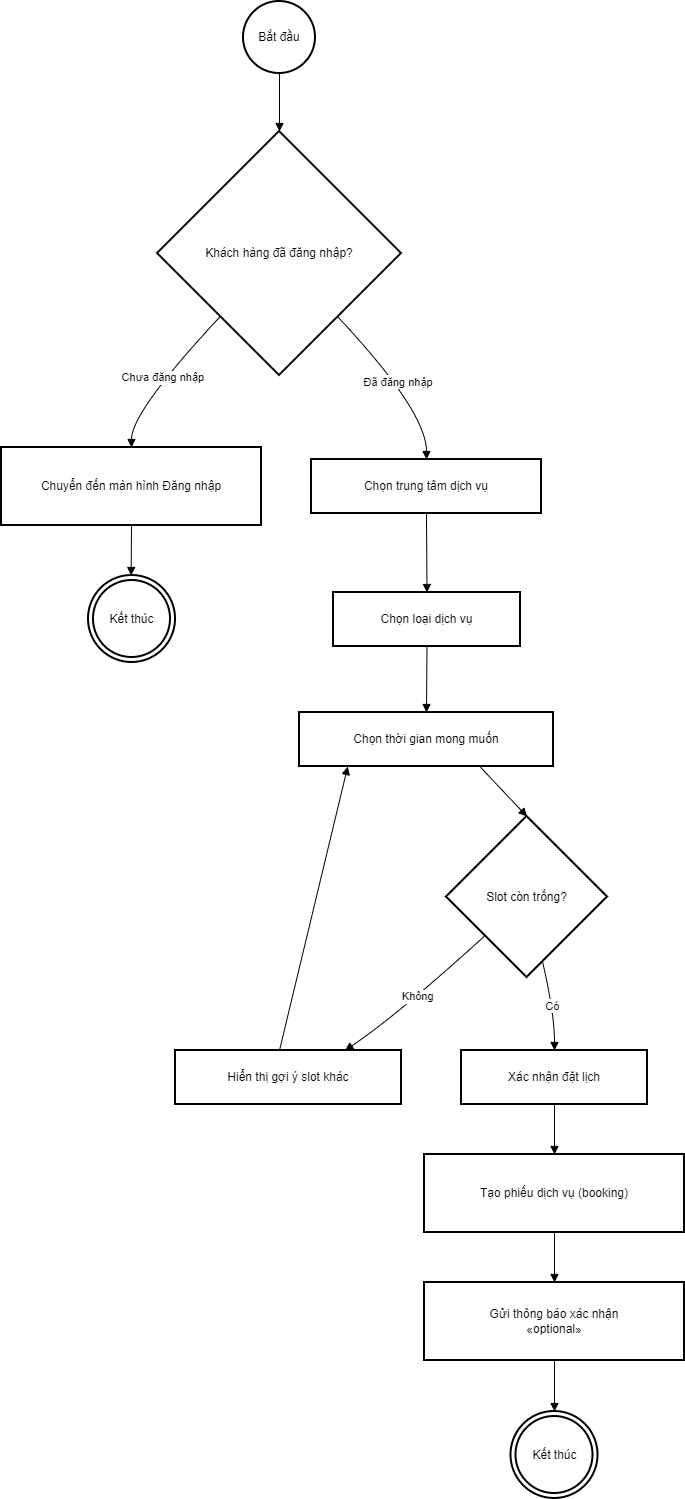 Bắt đầu
Khách hàng đã đăng nhập?
Chưa đăng nhập
Đã đăng nhập
Chuyển đến màn hình Đăng nhập
Chọn trung tâm dịch vụ
Kết thúc
Chọn loại dịch vụ
Chọn thời gian mong muốn
Slot còn trống?
Không
Có
Hiển thị gợi ý slot khác
Xác nhận đặt lịch
Tạo phiếu dịch vụ (booking)
Gửi thông báo xác nhận
«optional»
Kết thúc